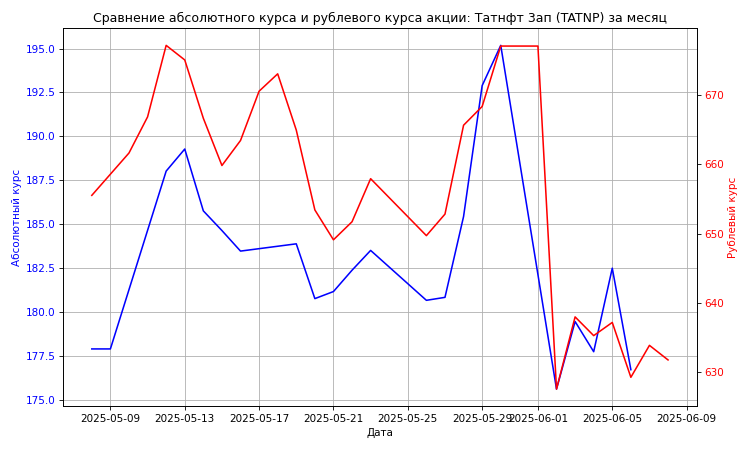 Сравнение абсолютного курса и рублевого курса акции: Татнфт 3ап (TATNP) за месяц
195.0
192.5
190.0
187.5
185.0
182.5
180.0
177.5
175.0
Абсолютный курс
670
660
650
640
630
Рублевый курс
2025-05-09 2025-05-13 2025-05-17 2025-05-21 2025-05-25 2025-05-29 2025-06-01 2025-06-05 2025-06-09
Дата